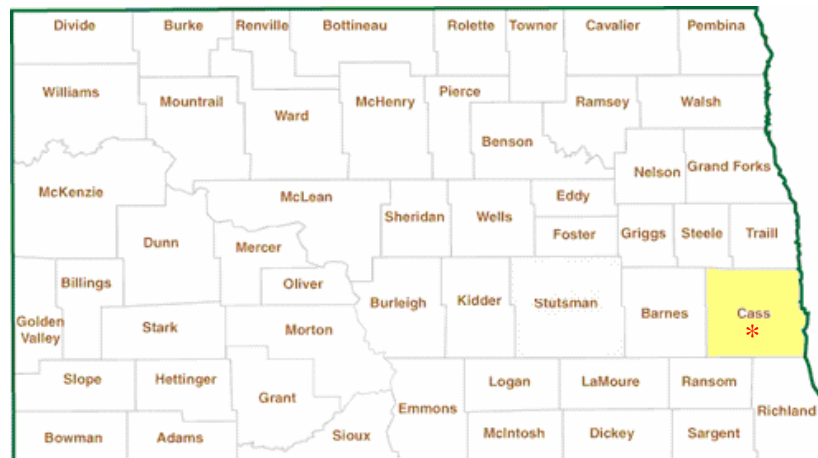 Divide Burke Renville Bottineau Rolette Towner Cavalier Pembina
Williams Mountrail Ward McHenry Pierce Ramsey Walsh
Benson Nelson Grand Forks
McKenzie McLean Sheridan Wells Eddy
Dunn Mercer Foster Griggs Steele Traill
Billings Oliver Burleigh Kidder Stutsman Barnes Cass
*
Golden
Valley
Stark Morton
Slope Hettinger Grant Emmons Logan LaMoure Ransom Richland
Bowman Adams Sioux McIntosh Dickey Sargent